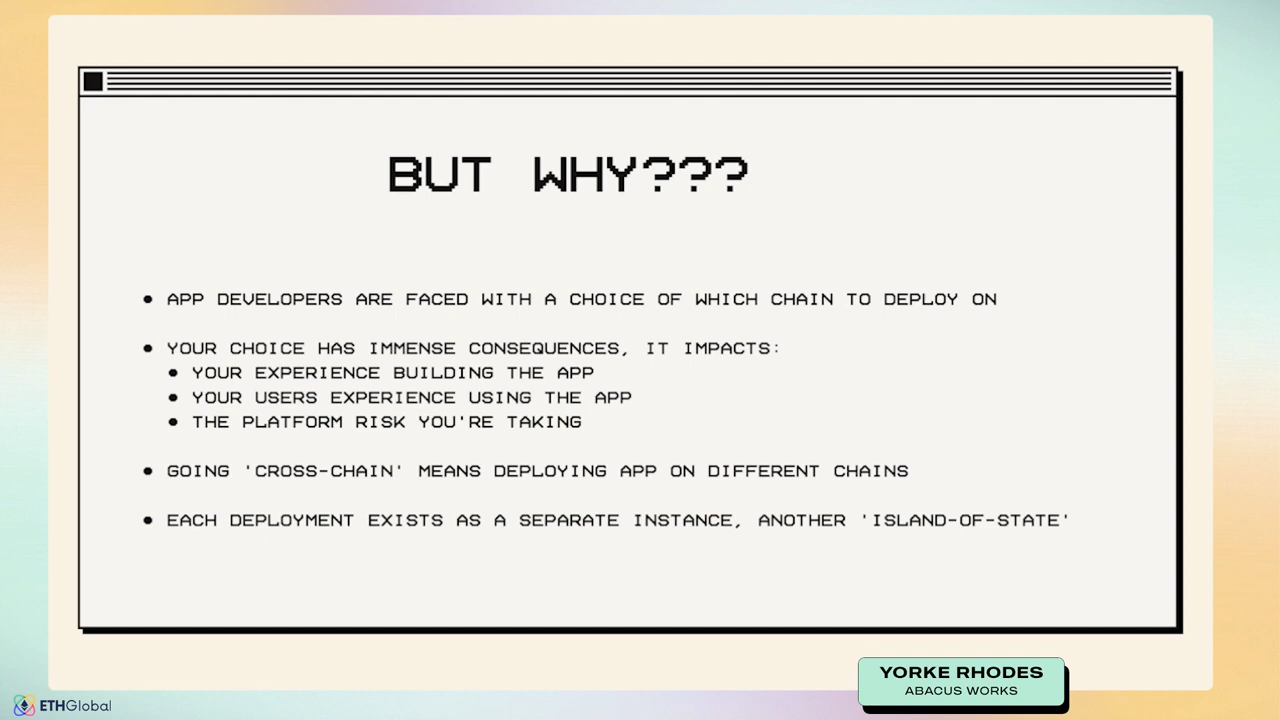 BUT WHY???
• APP DEVELOPERS ARE FACED WITH A CHOICE OF WHICH CHAIN TO DEPLOY ON
• YOUR CHOICE HAS IMMENSE CONSEQUENCES, IT IMPACTS:
• YOUR EXPERIENCE BUILDING THE APP
• YOUR USERS EXPERIENCE USING THE APP
• THE PLATFORM RISK YOU'RE TAKING
• GOING 'CROSS-CHAIN' MEANS DEPLOYING APP ON DIFFERENT CHAINS
• EACH DEPLOYMENT EXISTS AS A SEPARATE INSTANCE, ANOTHER 'ISLAND-OF-STATE'
YORKE RHODES
ABACUS WORKS
ETHGlobal